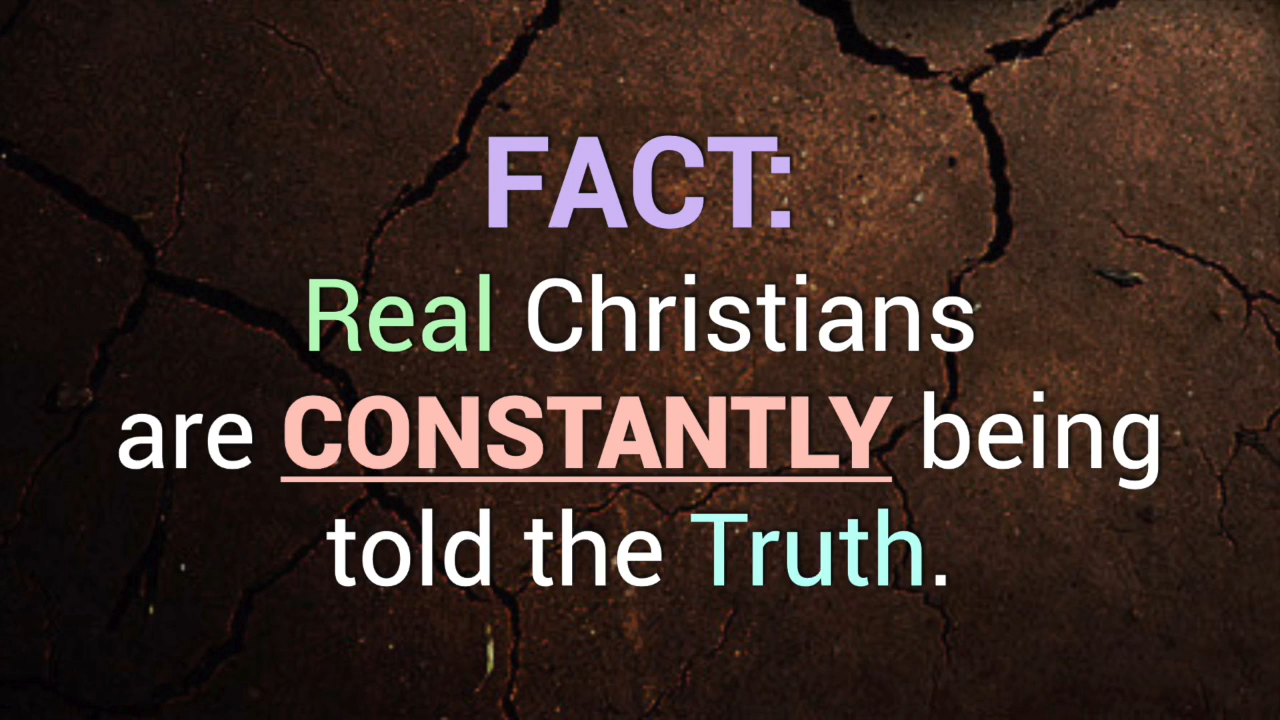 FACT:
Real Christians
are CONSTANTLY being
told the Truth.